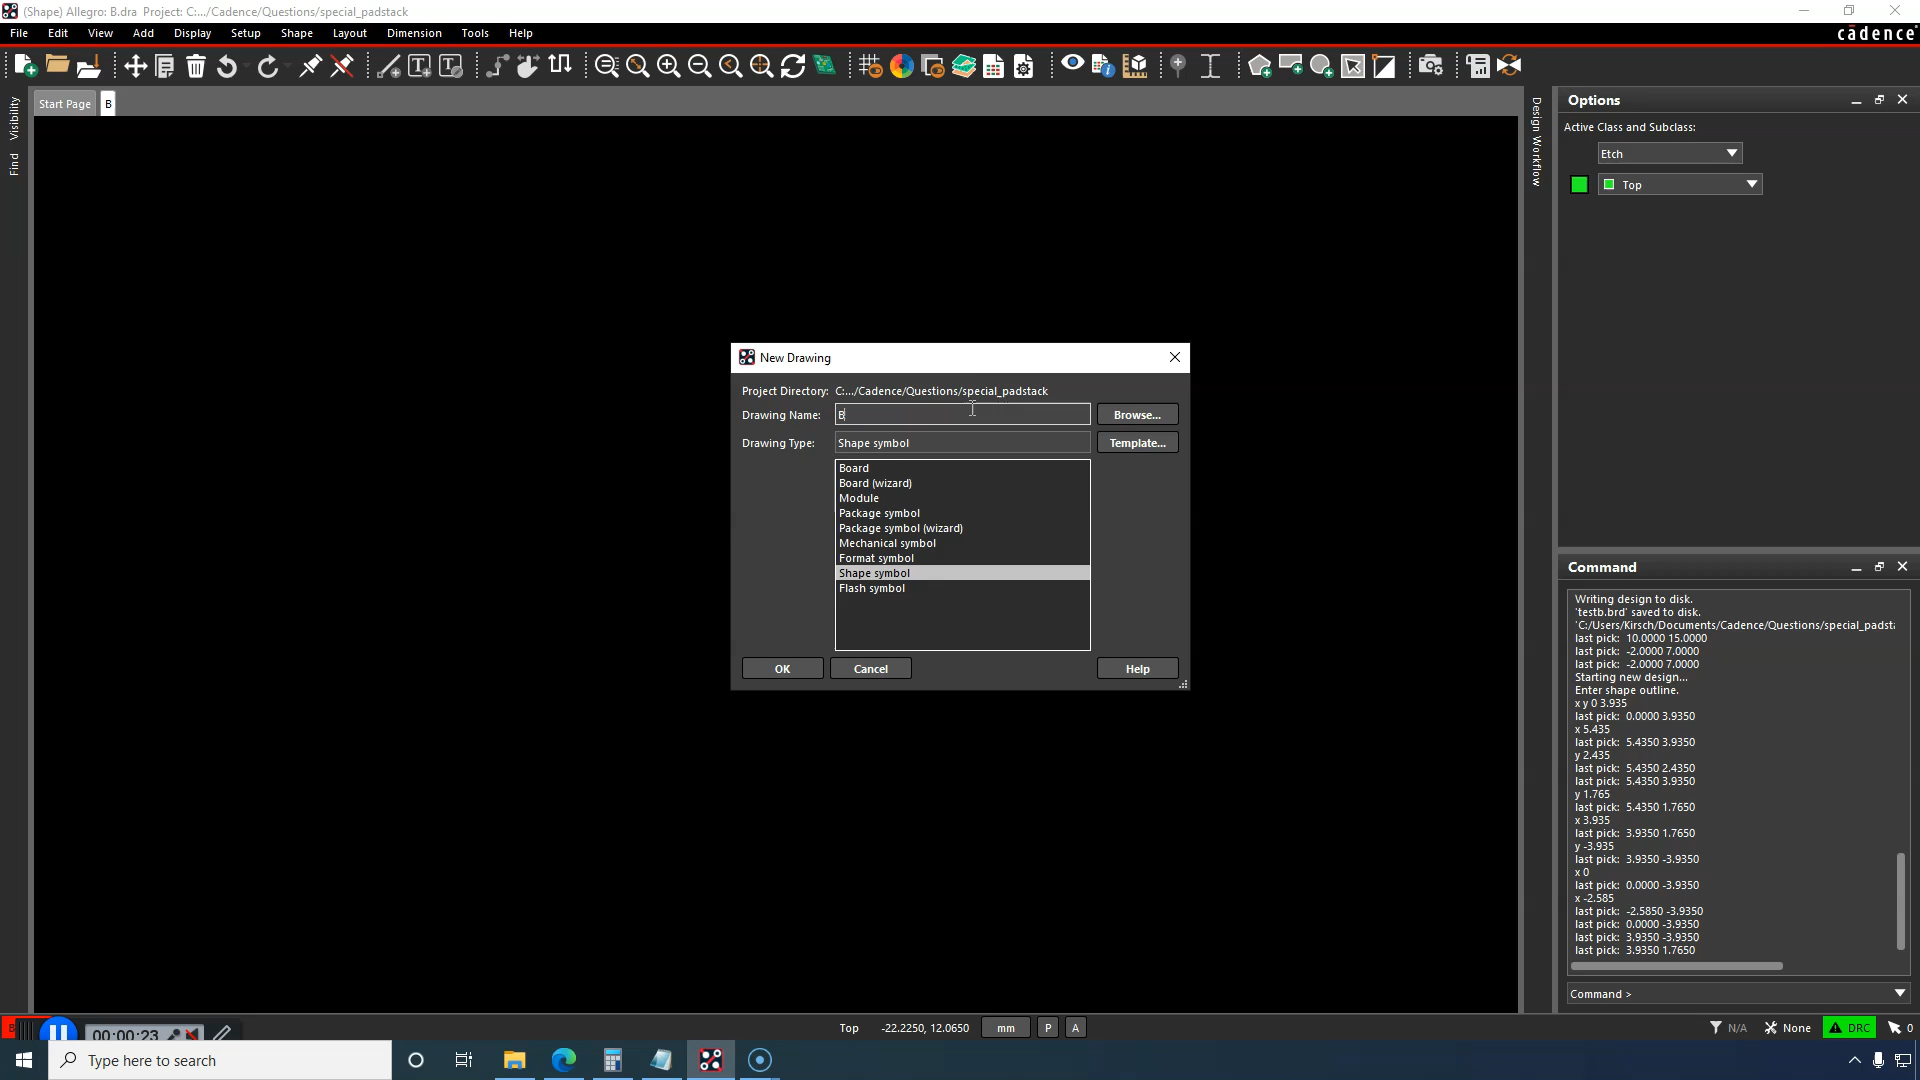 (Shape) Allegro: B.dra Project: C:.../Cadence/Questions/special_padstack
File Edit View Add Display Setup Shape Layout Dimension Tools Help
cādence
Start Page B
Visibility
Find
Design Workflow
Options
Active Class and Subclass:
Etch
Top
New Drawing
Project Directory: C:.../Cadence/Questions/special_padstack
Drawing Name: B Browse...
Drawing Type: Shape symbol Template...
Board
Board (wizard)
Module
Package symbol
Package symbol (wizard)
Mechanical symbol
Format symbol
Shape symbol
Flash symbol
OK Cancel Help
Command
Writing design to disk.
'testb.brd' saved to disk.
'C:/Users/Kirsch/Documents/Cadence/Questions/special_padsta
last pick: 10.0000 15.0000
last pick: -2.0000 7.0000
last pick: -2.0000 7.0000
Starting new design...
Enter shape outline.
x y 0 3.935
last pick: 0.0000 3.9350
x 5.435
last pick: 5.4350 3.9350
y 2.435
last pick: 5.4350 2.4350
last pick: 5.4350 3.9350
y 1.765
last pick: 5.4350 1.7650
x 3.935
last pick: 3.9350 1.7650
y -3.935
last pick: 3.9350 -3.9350
x 0
last pick: 0.0000 -3.9350
x -2.585
last pick: -2.5850 -3.9350
last pick: 0.0000 -3.9350
last pick: 3.9350 -3.9350
last pick: 3.9350 1.7650
Command >
00:00:23
Top -22.2250, 12.0650 mm P A
N/A None DRC 0
Type here to search